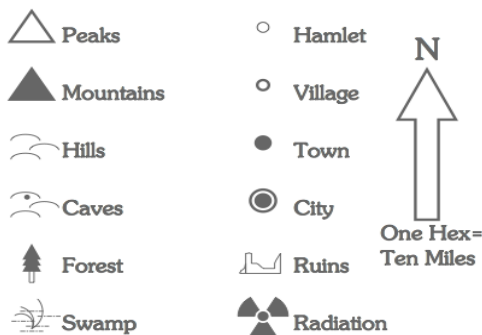 Peaks
Mountains
Hills
Caves
Forest
Swamp
Hamlet
Village
Town
City
Ruins
Radiation
N
One Hex=
Ten Miles